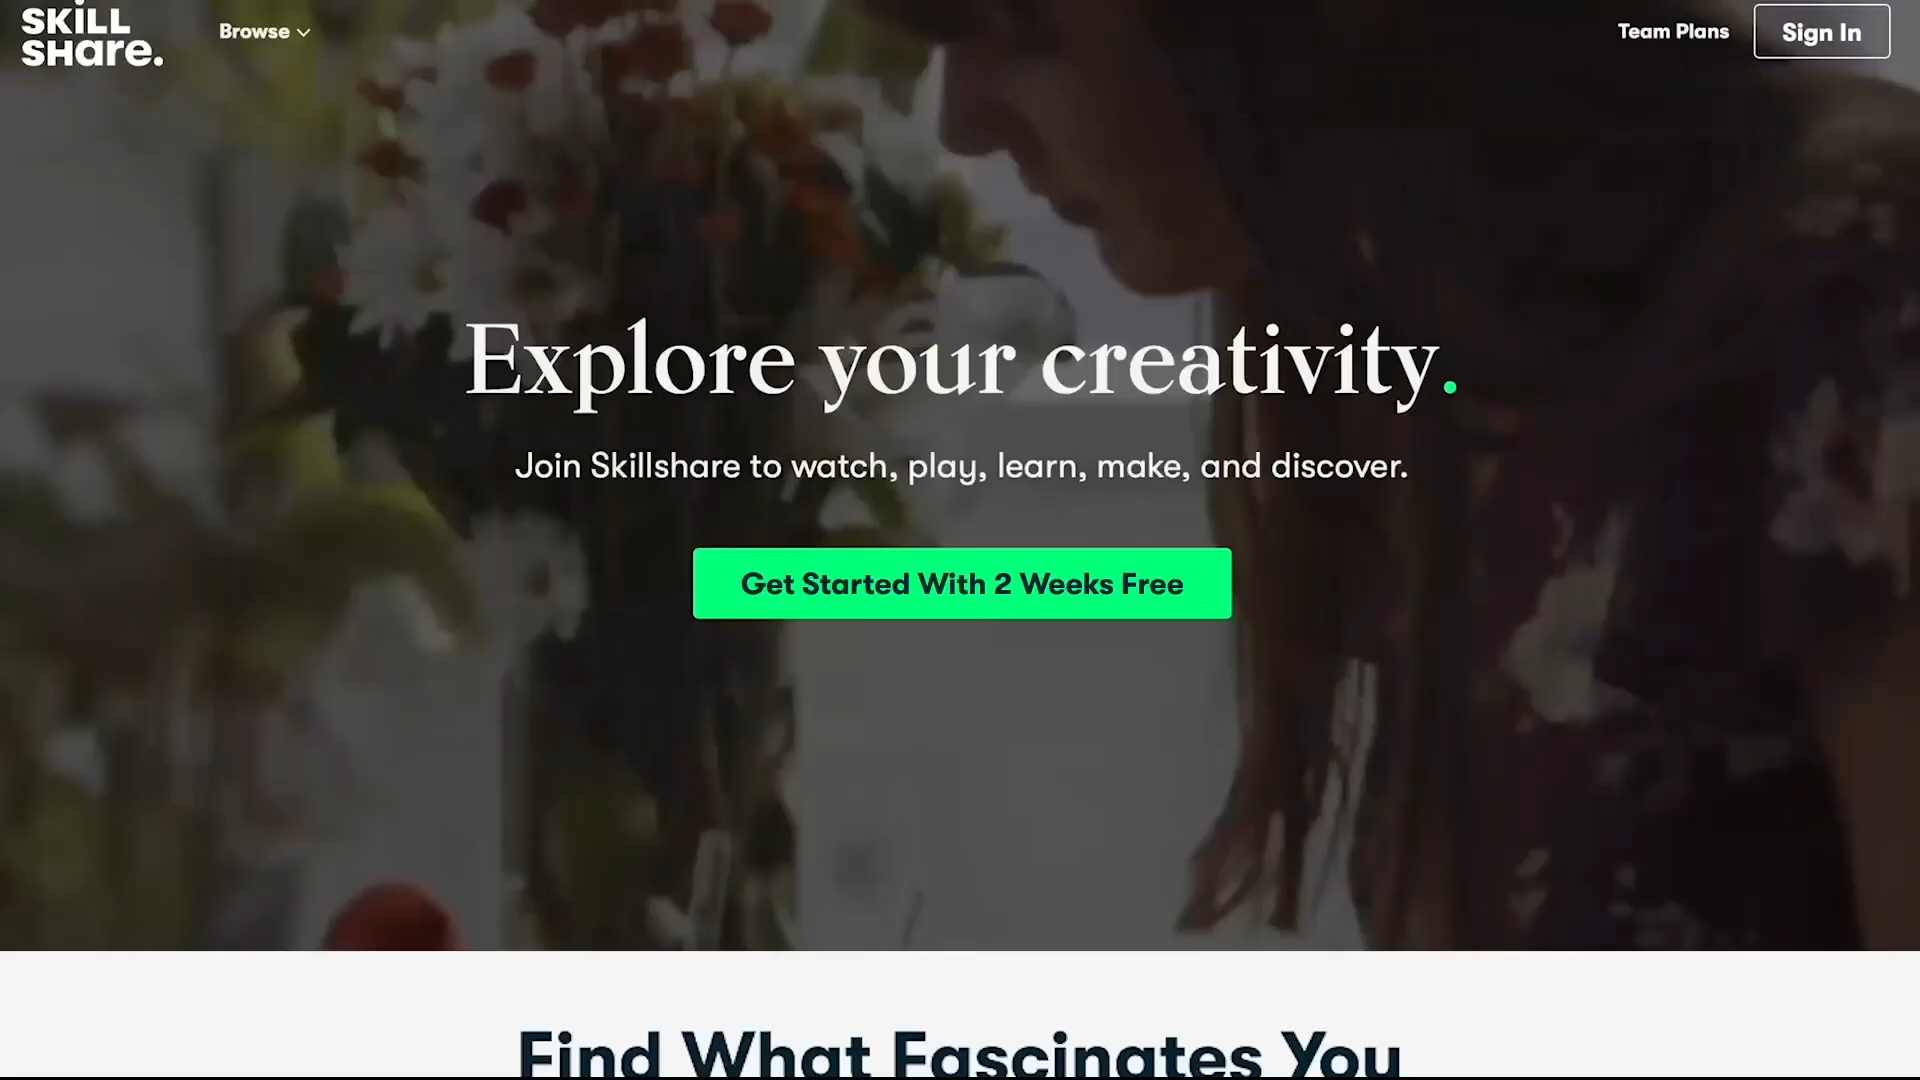 SKILL
SHare.
Browse
Team Plans
Sign In
Explore your creativity.
Join Skillshare to watch, play, learn, make, and discover.
Get Started With 2 Weeks Free
Find What Fascinates You